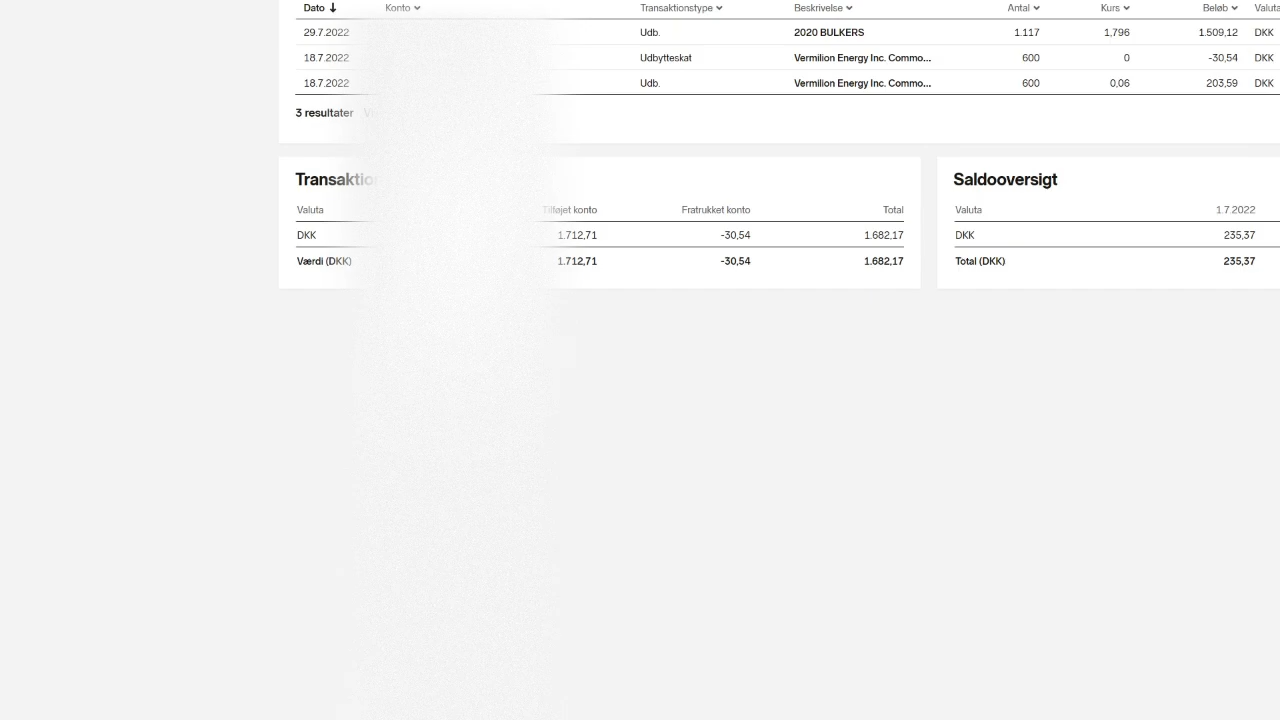 Dato Konto Transaktionstype Beskrivelse Antal Kurs Beløb Valuta
29.7.2022 Udb. 2020 BULKERS 1.117 1,796 1.509,12 DKK
18.7.2022 Udbytteskat Vermilion Energy Inc. Commo... 600 0 -30,54 DKK
18.7.2022 Udb. Vermilion Energy Inc. Commo... 600 0,06 203,59 DKK
3 resultater
Transaktio
Valuta Tilføjet konto Fratrukket konto Total
DKK 1.712,71 -30,54 1.682,17
Værdi (DKK) 1.712,71 -30,54 1.682,17
Saldooversigt
Valuta 1.7.2022
DKK 235,37
Total (DKK) 235,37